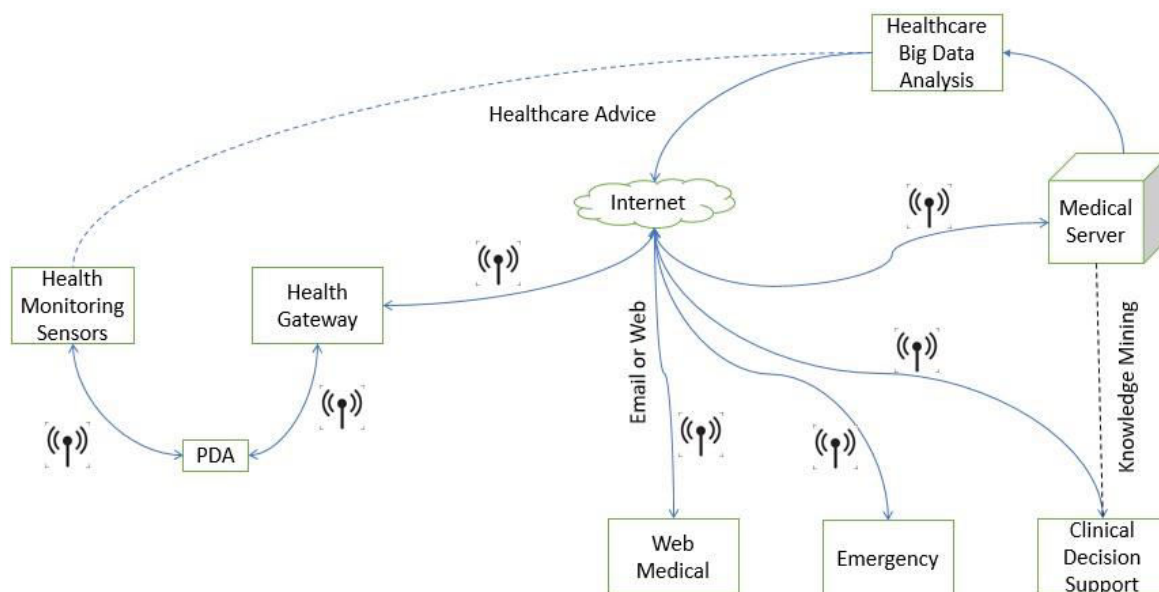 Healthcare
Big Data
Analysis
Healthcare Advice
Internet
Medical
Server
Health
Monitoring
Sensors
Health
Gateway
PDA
Email or Web
Knowledge Mining
Web
Medical
Emergency
Clinical
Decision
Support